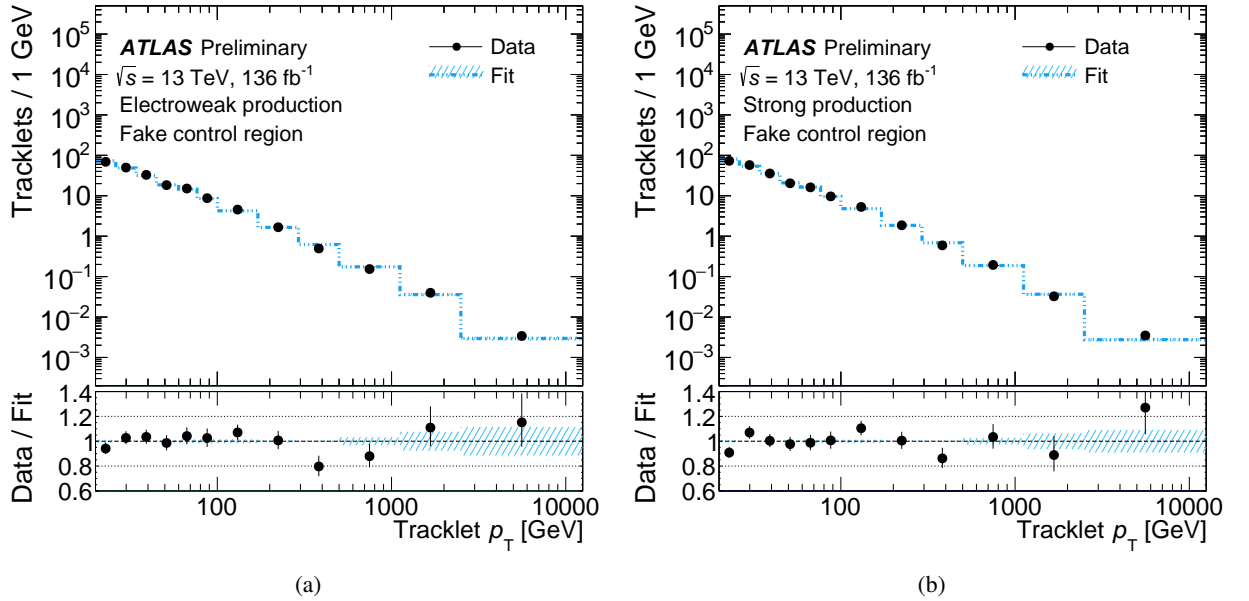 ATLAS Preliminary
√s = 13 TeV, 136 fb⁻¹
Electroweak production
Fake control region
Data
Fit
Tracklets / 1 GeV
10⁵
10⁴
10³
10²
10
1
10⁻¹
10⁻²
10⁻³
Data / Fit
1.4
1.2
1
0.8
0.6
100 1000 10000
Tracklet p_T [GeV]
(a)
ATLAS Preliminary
√s = 13 TeV, 136 fb⁻¹
Strong production
Fake control region
Data
Fit
Tracklets / 1 GeV
10⁵
10⁴
10³
10²
10
1
10⁻¹
10⁻²
10⁻³
Data / Fit
1.4
1.2
1
0.8
0.6
100 1000 10000
Tracklet p_T [GeV]
(b)